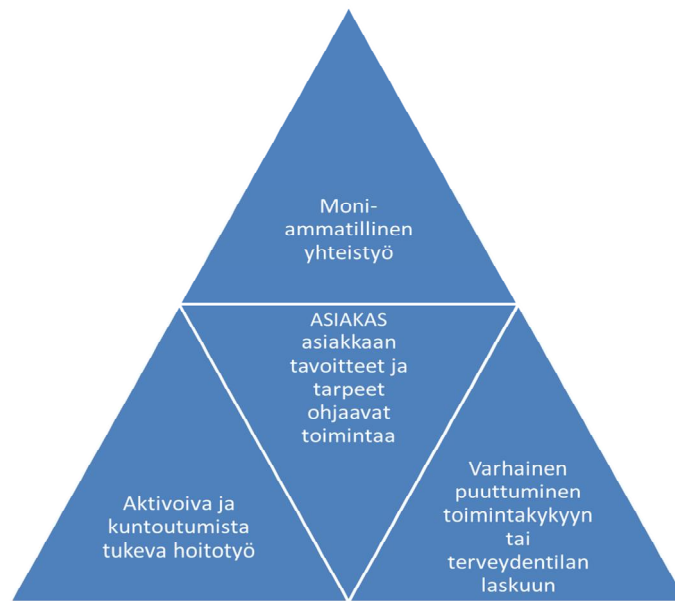 Moni-
ammatillinen
yhteistyö
ASIAKAS
asiakkaan
tavoitteet ja
tarpeet
ohjaavat
toimintaa
Aktivoiva ja
kuntoutumista
tukeva hoitotyö
Varhainen
puuttuminen
toimintakykyyn
tai
terveydentilan
laskuun